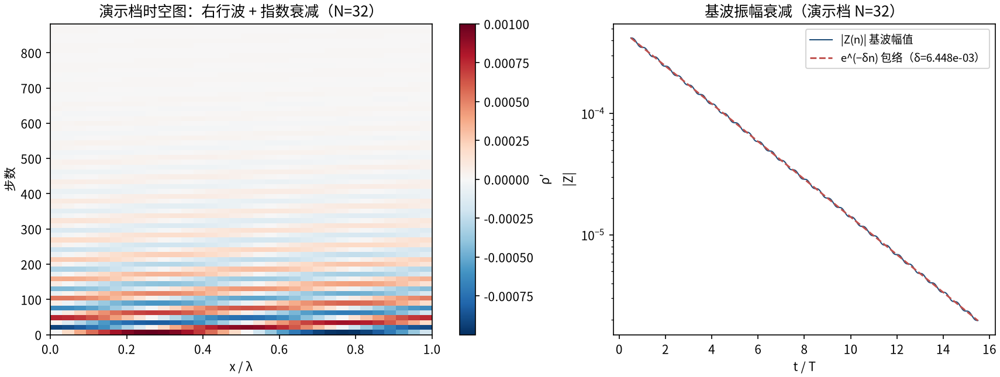 演示档时空图：右行波 + 指数衰减（N=32）
步数
800
700
600
500
400
300
200
100
0
0.0 0.2 0.4 0.6 0.8 1.0
x / λ
0.00100
0.00075
0.00050
0.00025
0.00000
-0.00025
-0.00050
-0.00075
ρ′
基波振幅衰减（演示档 N=32）
|Z(n)| 基波幅值
e^(−δn) 包络（δ=6.448e-03）
|Z|
10⁻⁴
10⁻⁵
0 2 4 6 8 10 12 14 16
t / T